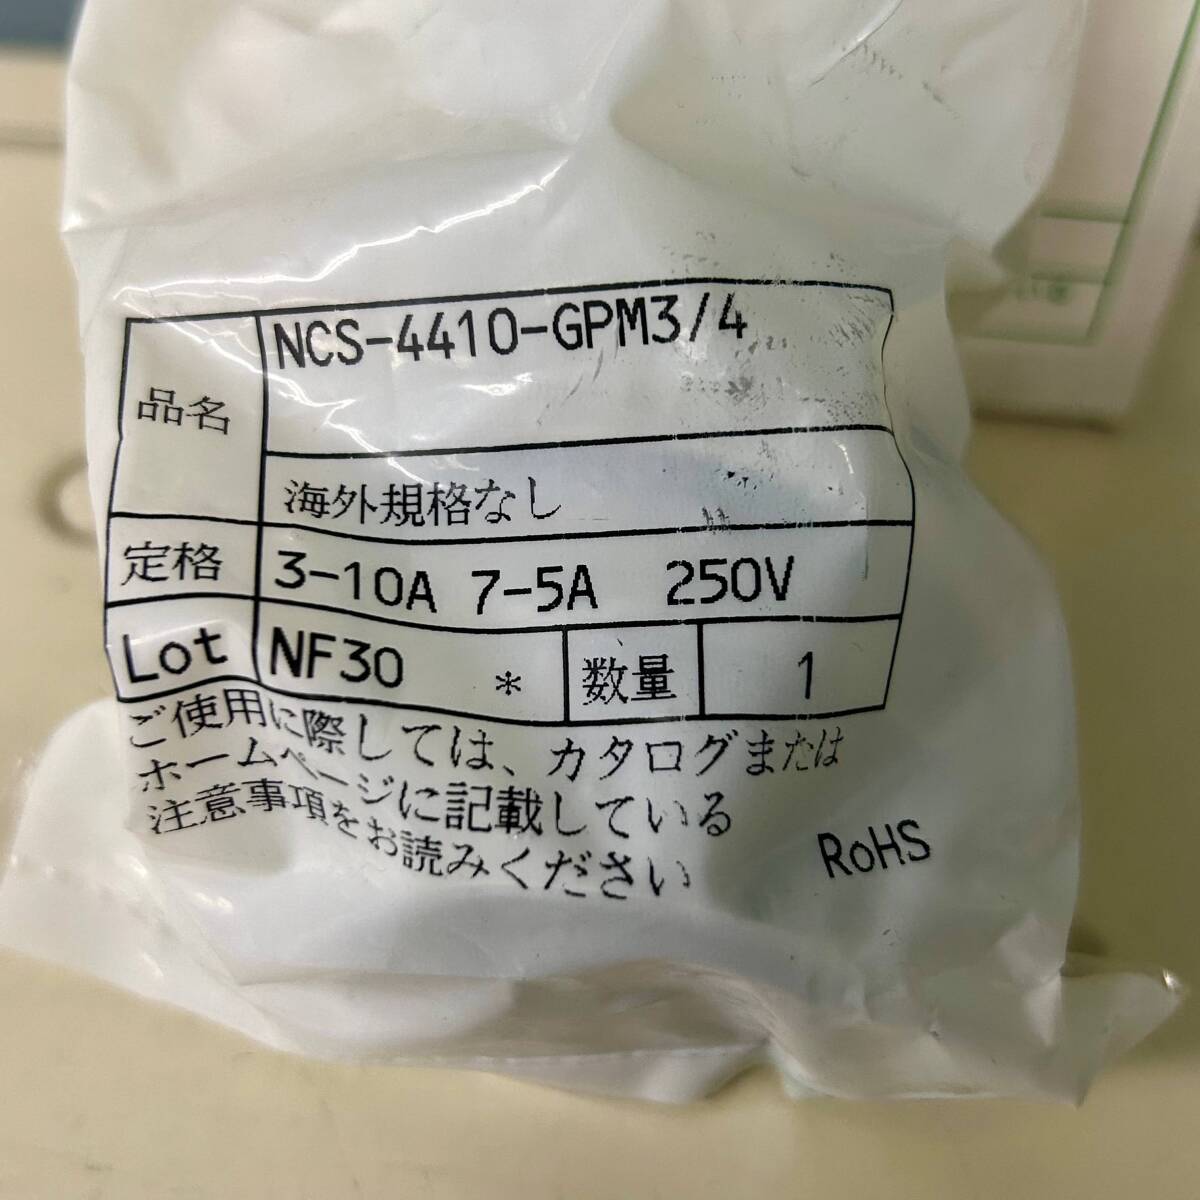 品名 NCS-4410-GPM3/4
海外規格なし
定格 3-10A 7-5A 250V
Lot NF30 * 数量 1
ご使用に際しては、カタログまたは
ホームページに記載している
注意事項をお読みください
RoHS